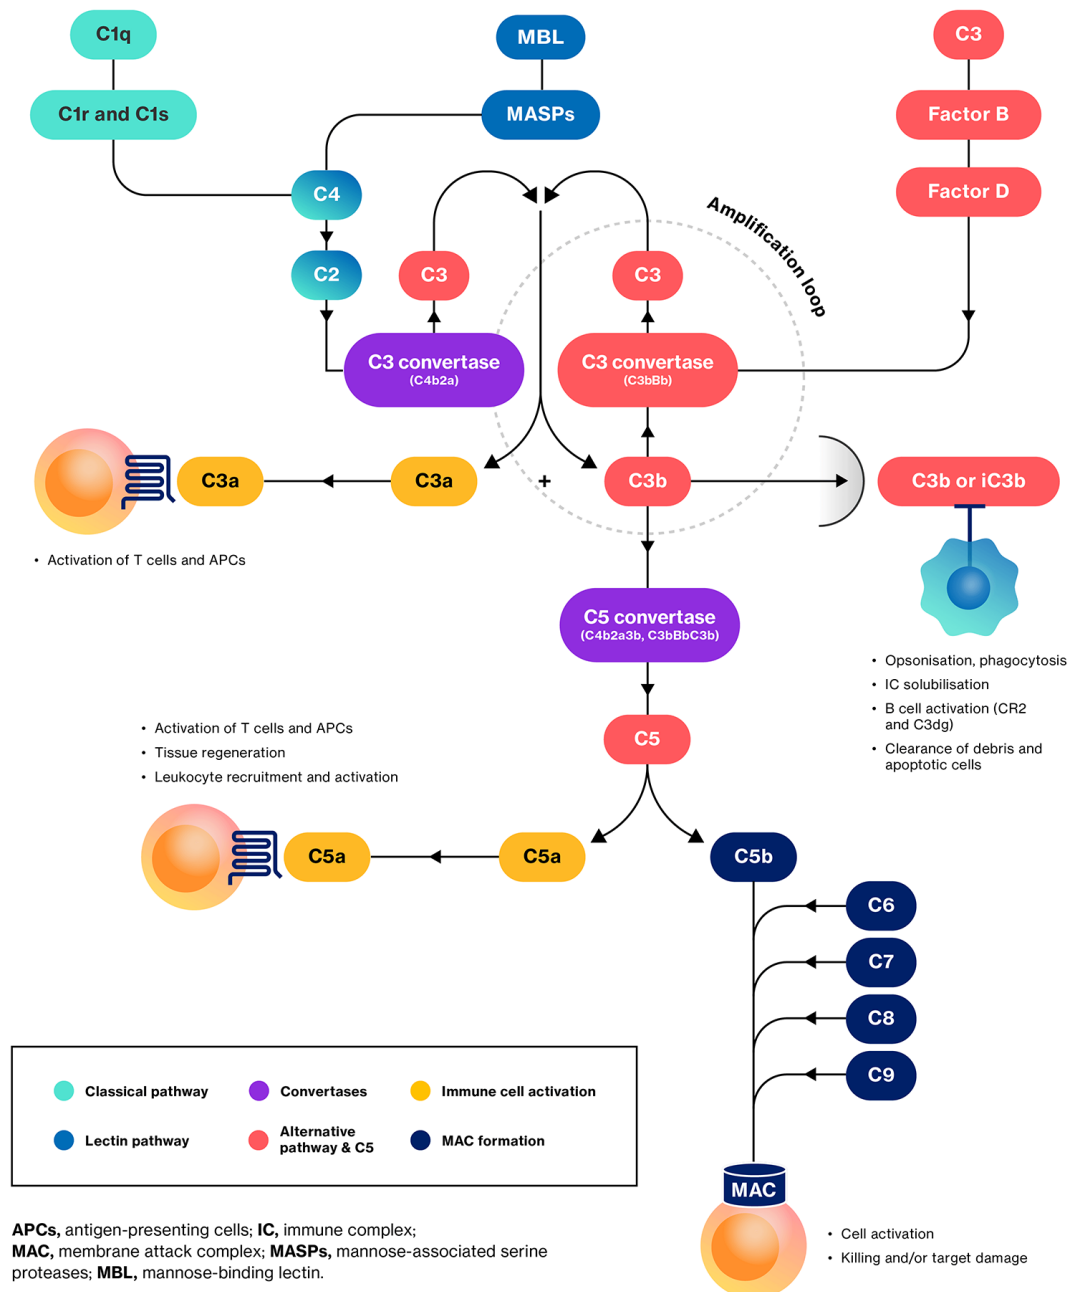 C1q
MBL
C3
C1r and C1s
MASPs
Factor B
C4
Factor D
Amplification loop
C2
C3
C3
C3 convertase
(C4b2a)
C3 convertase
(C3bBb)
C3a
C3a
+
C3b
C3b or iC3b
• Activation of T cells and APCs
C5 convertase
(C4b2a3b, C3bBbC3b)
• Opsonisation, phagocytosis
• IC solubilisation
• B cell activation (CR2
and C3dg)
• Clearance of debris and
apoptotic cells
C5
• Activation of T cells and APCs
• Tissue regeneration
• Leukocyte recruitment and activation
C5a
C5a
C5b
C6
C7
C8
C9
Classical pathway
Convertases
Immune cell activation
Lectin pathway
Alternative
pathway & C5
MAC formation
MAC
• Cell activation
• Killing and/or target damage
APCs, antigen-presenting cells; IC, immune complex;
MAC, membrane attack complex; MASPs, mannose-associated serine
proteases; MBL, mannose-binding lectin.